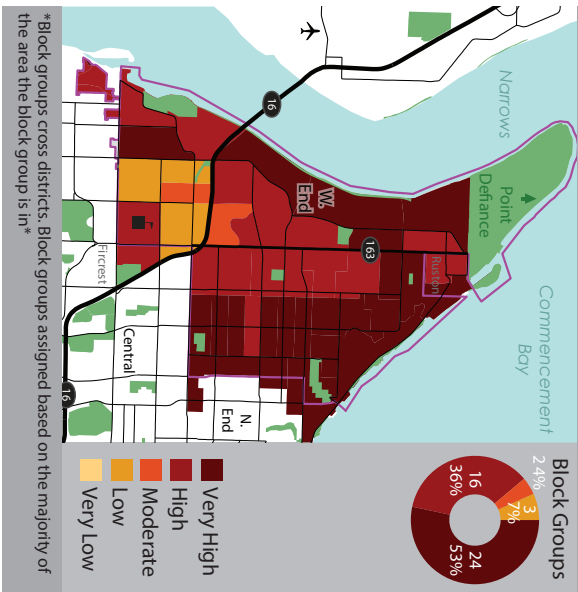 Block Groups
2 4%
3
7%
16
36%
24
53%
Very High
High
Moderate
Low
Very Low
Narrows
Point
Defiance
Commencement
Bay
16
W.
End
163
Ruston
Fircrest
Central
N.
End
16
*Block groups cross districts. Block groups assigned based on the majority of
the area the block group is in*